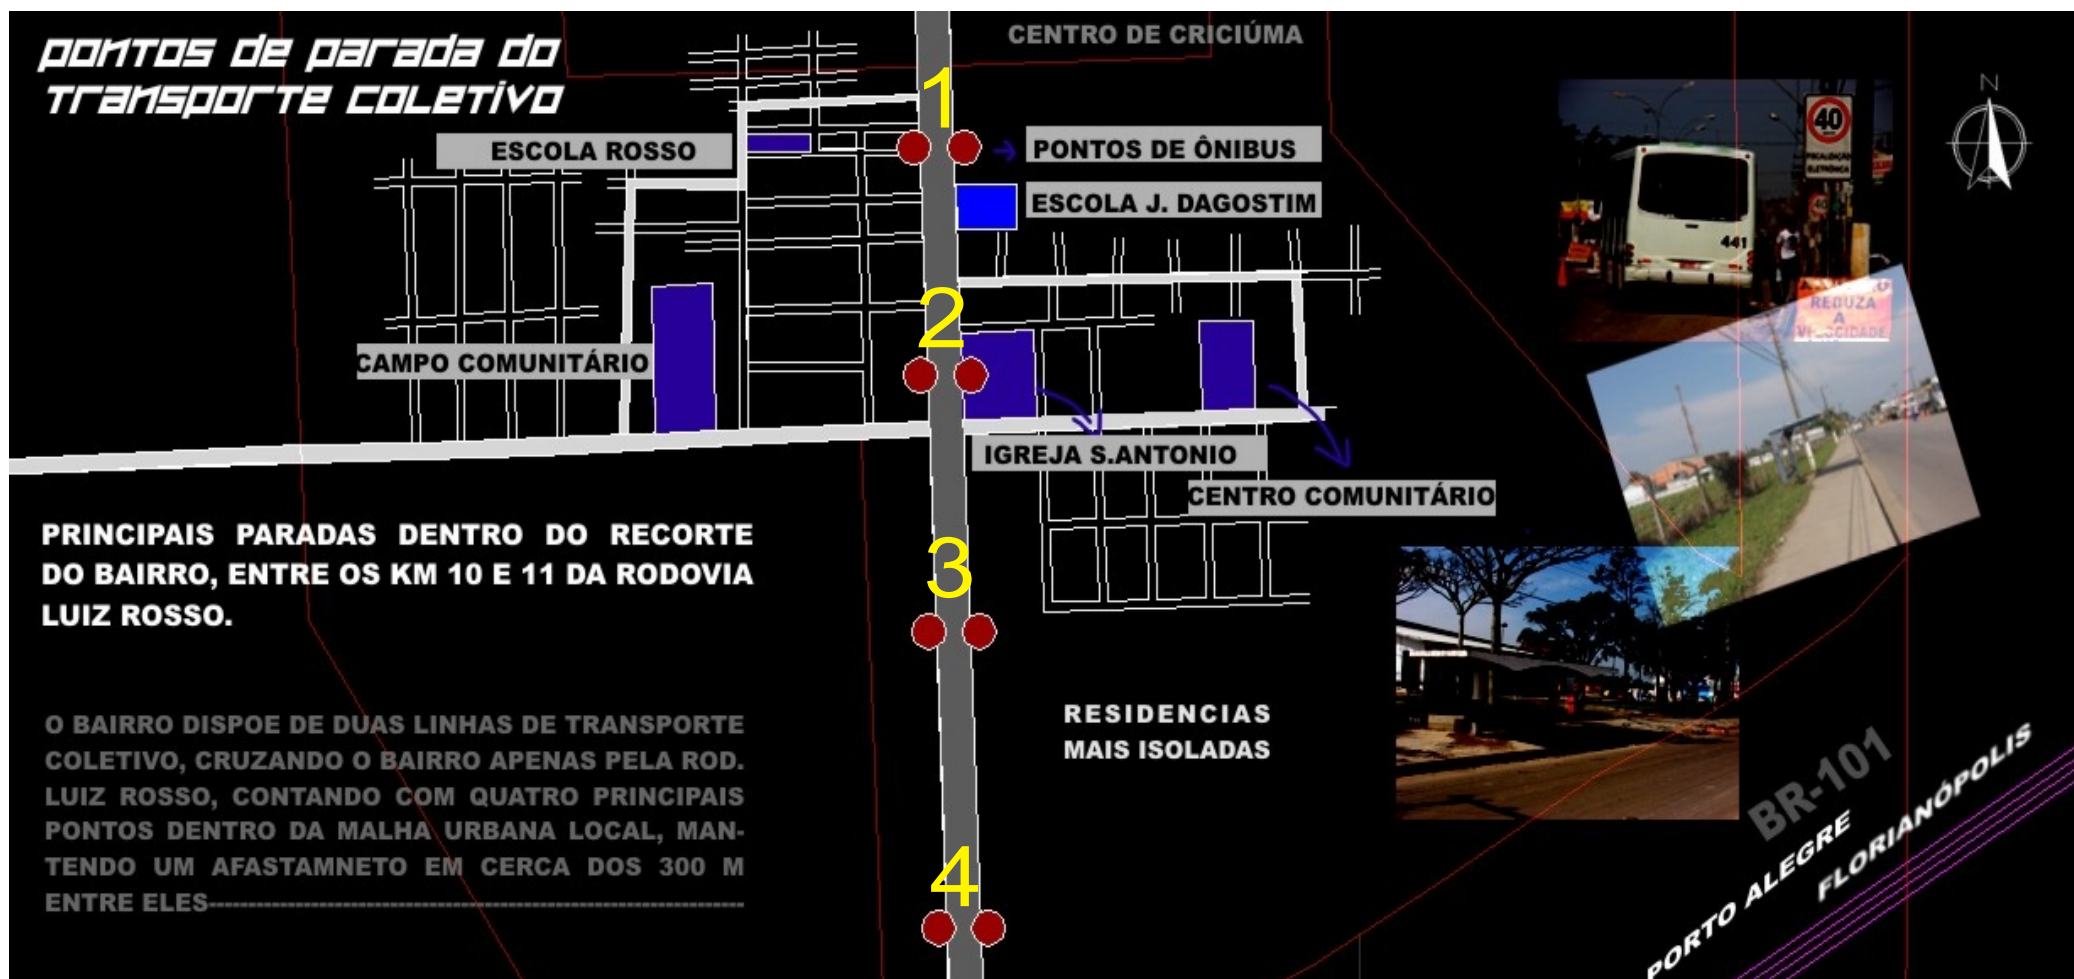 pontos de parada do
transporte coletivo
CENTRO DE CRICIÚMA
1
ESCOLA ROSSO
PONTOS DE ÔNIBUS
ESCOLA J. DAGOSTIM
2
CAMPO COMUNITÁRIO
IGREJA S.ANTONIO
CENTRO COMUNITÁRIO
3
PRINCIPAIS PARADAS DENTRO DO RECORTE
DO BAIRRO, ENTRE OS KM 10 E 11 DA RODOVIA
LUIZ ROSSO.
RESIDENCIAS
MAIS ISOLADAS
O BAIRRO DISPOE DE DUAS LINHAS DE TRANSPORTE
COLETIVO, CRUZANDO O BAIRRO APENAS PELA ROD.
LUIZ ROSSO, CONTANDO COM QUATRO PRINCIPAIS
PONTOS DENTRO DA MALHA URBANA LOCAL, MAN-
TENDO UM AFASTAMNETO EM CERCA DOS 300 M
ENTRE ELES------------------------------------------------------------------
4
N
40
FISCALIZAÇÃO
ELETRÔNICA
40
441
REDUZA
A
VELOCIDADE
BR-101
PORTO ALEGRE
FLORIANÓPOLIS